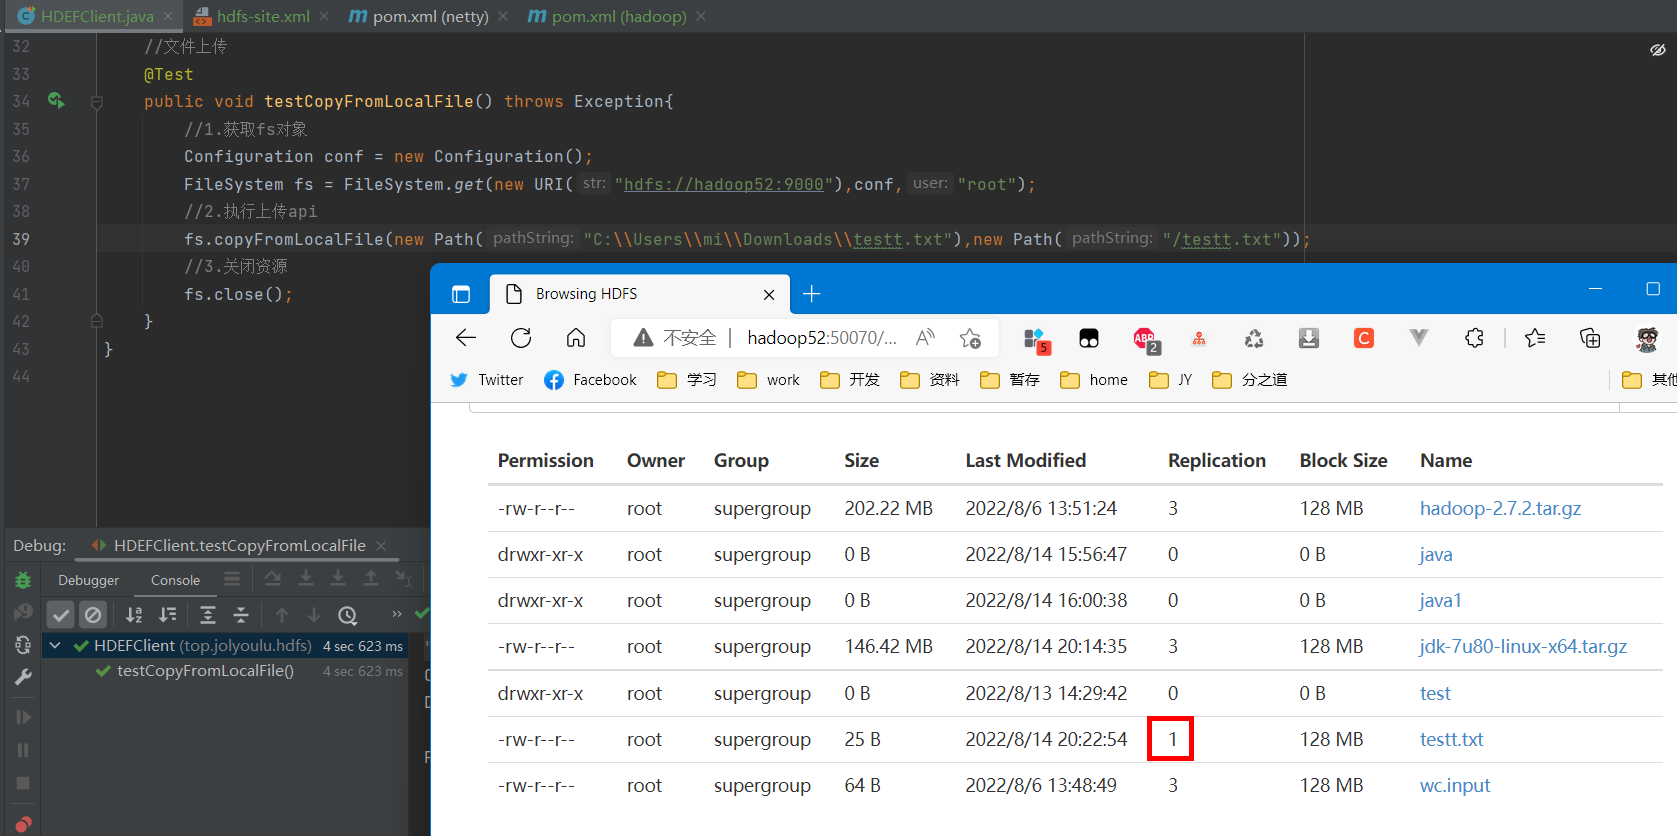 HDEFClient.java
hdfs-site.xml
pom.xml (netty)
pom.xml (hadoop)
32 //文件上传
33 @Test
34 public void testCopyFromLocalFile() throws Exception{
35 //1.获取fs对象
36 Configuration conf = new Configuration();
37 FileSystem fs = FileSystem.get(new URI( str: "hdfs://hadoop52:9000"),conf, user: "root");
38 //2.执行上传api
39 fs.copyFromLocalFile(new Path( pathString: "C:\\Users\\mi\\Downloads\\testt.txt"),new Path( pathString: "/testt.txt"));
40 //3.关闭资源
41 fs.close();
42 }
43 }
44
Browsing HDFS
不安全 hadoop52:50070/...
5
ABP 2
C
Twitter Facebook 学习 work 开发 资料 暂存 home JY 分之道 其他
Permission Owner Group Size Last Modified Replication Block Size Name
-rw-r--r-- root supergroup 202.22 MB 2022/8/6 13:51:24 3 128 MB hadoop-2.7.2.tar.gz
drwxr-xr-x root supergroup 0 B 2022/8/14 15:56:47 0 0 B java
drwxr-xr-x root supergroup 0 B 2022/8/14 16:00:38 0 0 B java1
-rw-r--r-- root supergroup 146.42 MB 2022/8/14 20:14:35 3 128 MB jdk-7u80-linux-x64.tar.gz
drwxr-xr-x root supergroup 0 B 2022/8/13 14:29:42 0 0 B test
-rw-r--r-- root supergroup 25 B 2022/8/14 20:22:54 1 128 MB testt.txt
-rw-r--r-- root supergroup 64 B 2022/8/6 13:48:49 3 128 MB wc.input
Debug: HDEFClient.testCopyFromLocalFile
Debugger Console
HDEFClient (top.jolyoulu.hdfs) 4 sec 623 ms
testCopyFromLocalFile() 4 sec 623 ms